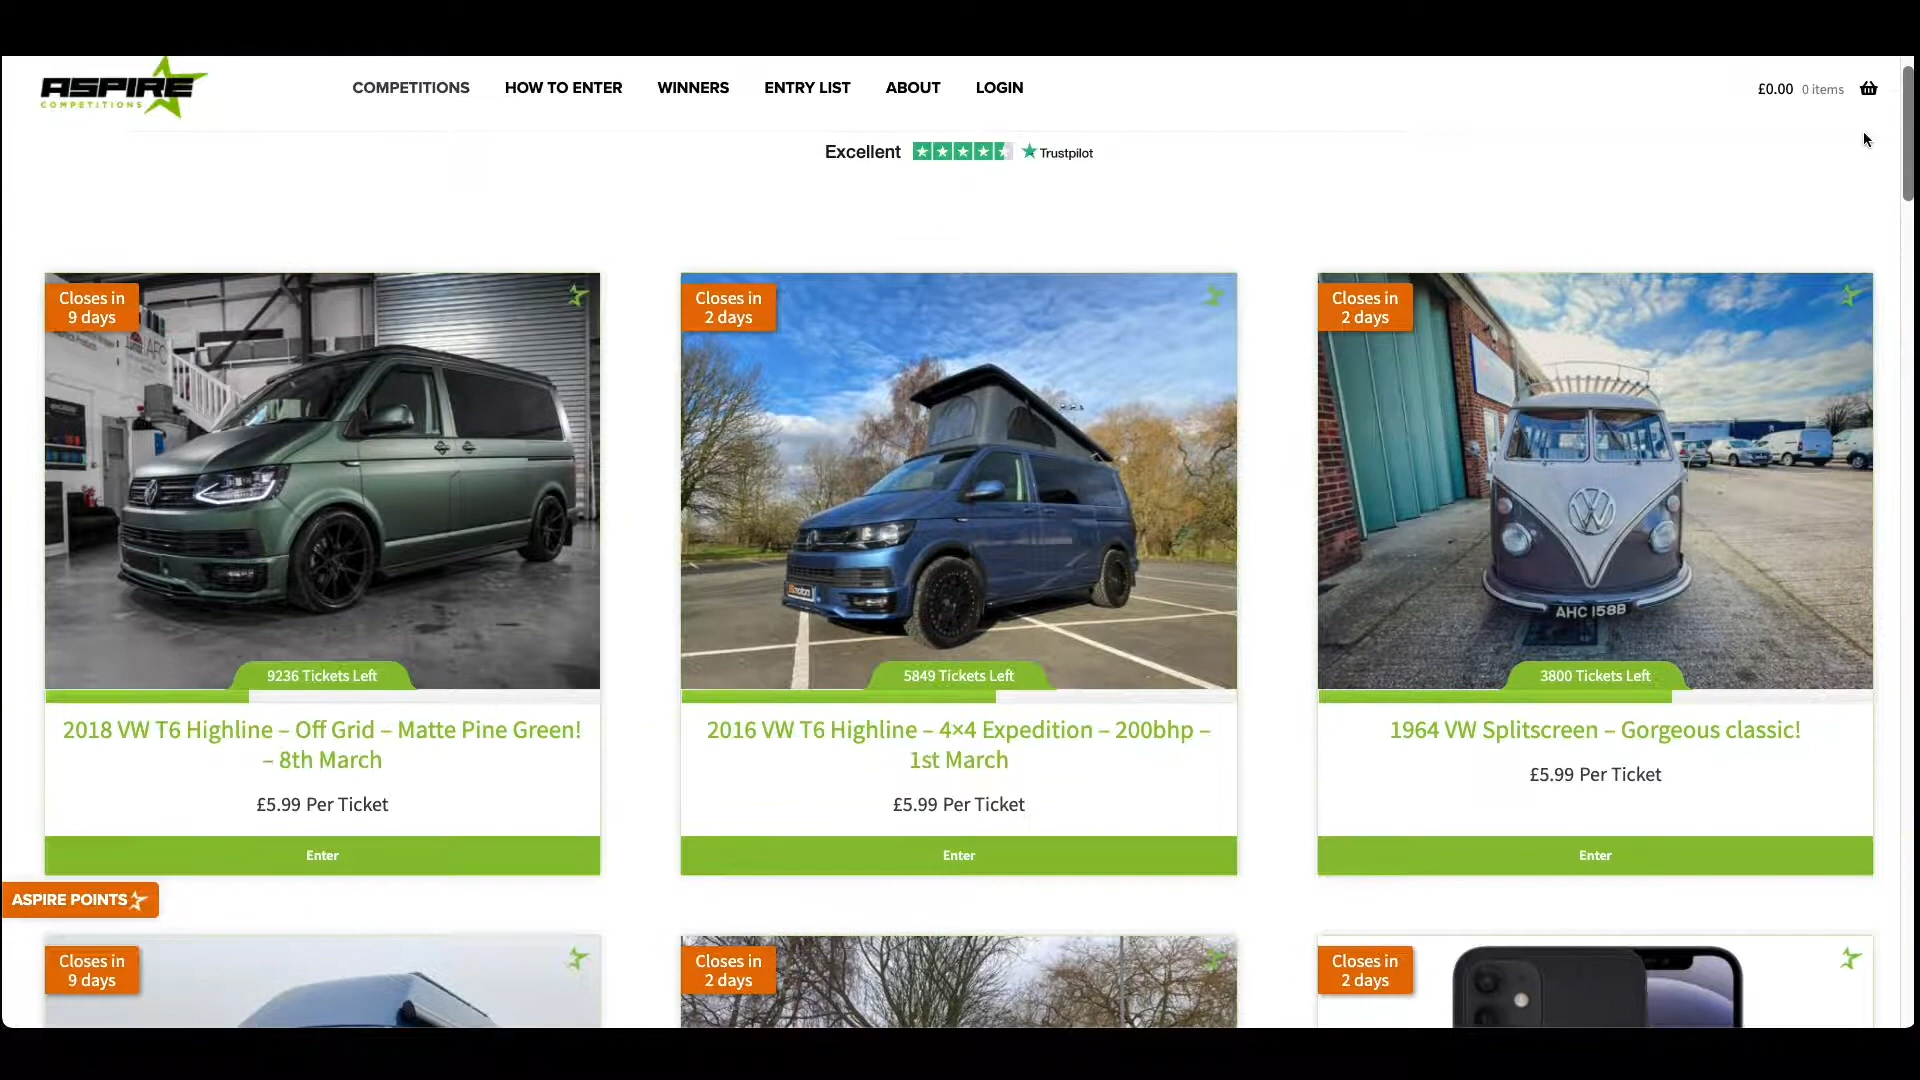 ASPIRE
COMPETITIONS
COMPETITIONS HOW TO ENTER WINNERS ENTRY LIST ABOUT LOGIN
£0.00 0 items
Excellent Trustpilot
Closes in
9 days
Closes in
2 days
Closes in
2 days
AHC 158B
9236 Tickets Left
5849 Tickets Left
3800 Tickets Left
2018 VW T6 Highline – Off Grid – Matte Pine Green!
– 8th March
£5.99 Per Ticket
Enter
2016 VW T6 Highline – 4×4 Expedition – 200bhp –
1st March
£5.99 Per Ticket
Enter
1964 VW Splitscreen – Gorgeous classic!
£5.99 Per Ticket
Enter
ASPIRE POINTS
Closes in
9 days
Closes in
2 days
Closes in
2 days